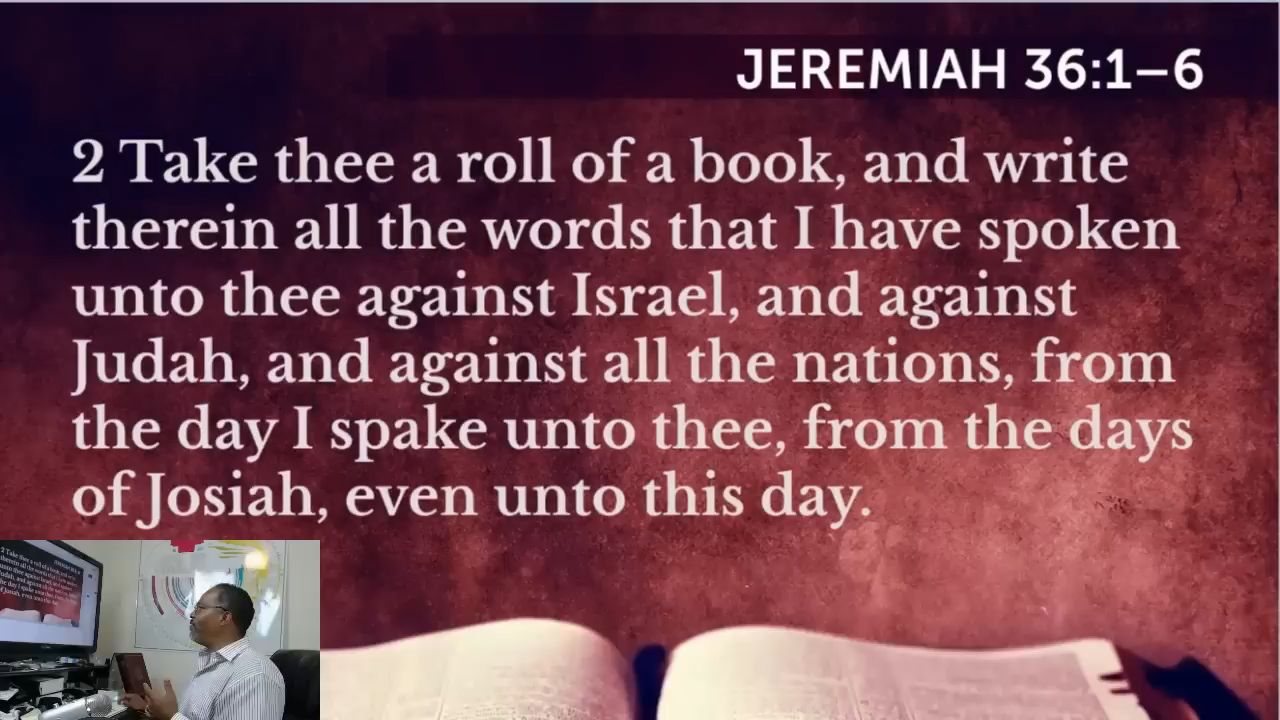 JEREMIAH 36:1–6
2 Take thee a roll of a book, and write
therein all the words that I have spoken
unto thee against Israel, and against
Judah, and against all the nations, from
the day I spake unto thee, from the days
of Josiah, even unto this day.